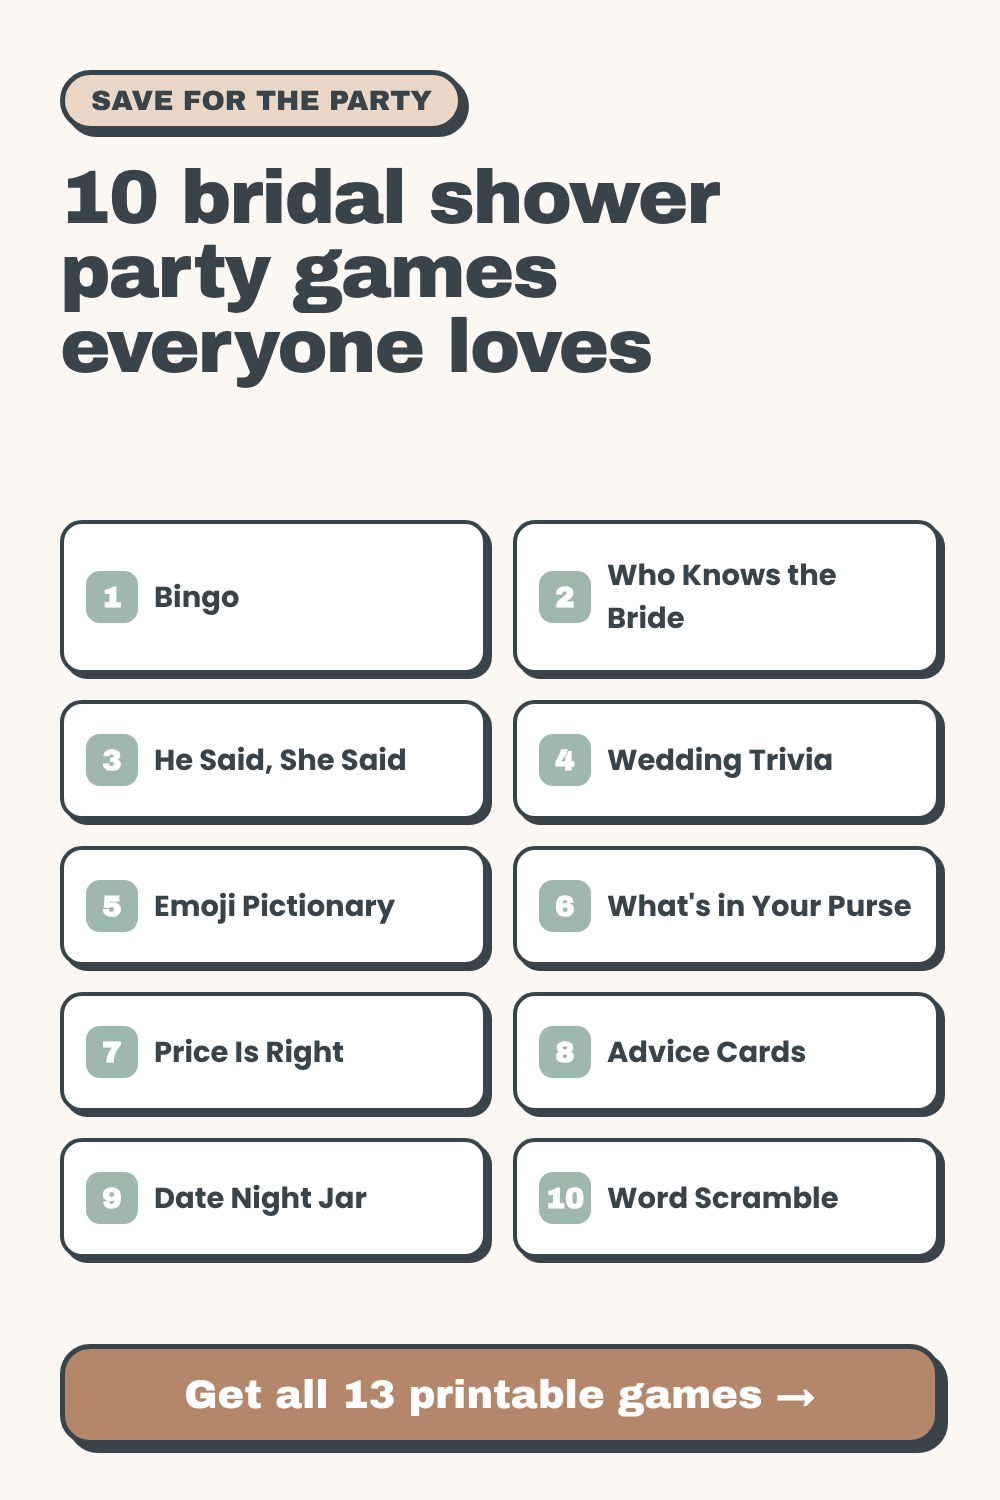 SAVE FOR THE PARTY
10 bridal shower
party games
everyone loves
1 Bingo
2 Who Knows the
Bride
3 He Said, She Said
4 Wedding Trivia
5 Emoji Pictionary
6 What's in Your Purse
7 Price Is Right
8 Advice Cards
9 Date Night Jar
10 Word Scramble
Get all 13 printable games →